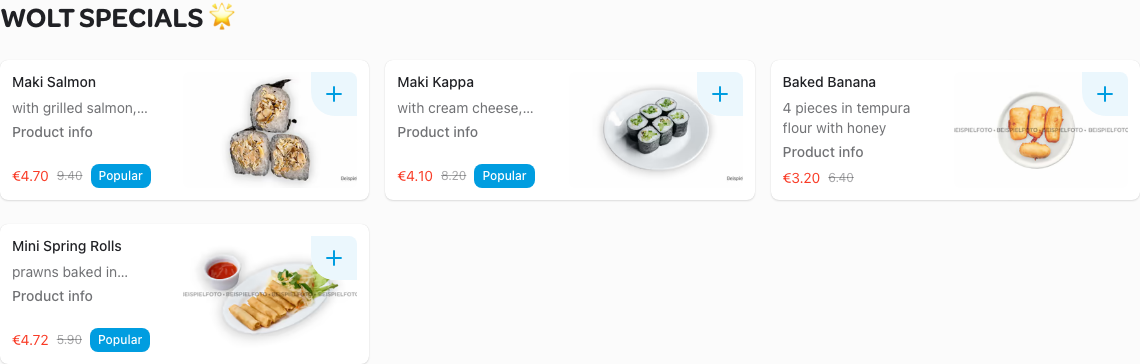 WOLT SPECIALS 🌟
Maki Salmon
with grilled salmon,...
Product info
€4.70 9.40 Popular
Beispiel
Maki Kappa
with cream cheese,...
Product info
€4.10 8.20 Popular
Beispiel
Baked Banana
4 pieces in tempura
flour with honey
Product info
€3.20 6.40
EISPIELFOTO • BEISPIELFOTO • BEISPIELFOTO
Mini Spring Rolls
prawns baked in...
Product info
€4.72 5.90 Popular
EISPIELFOTO • BEISPIELFOTO • BEISPIELFOTO